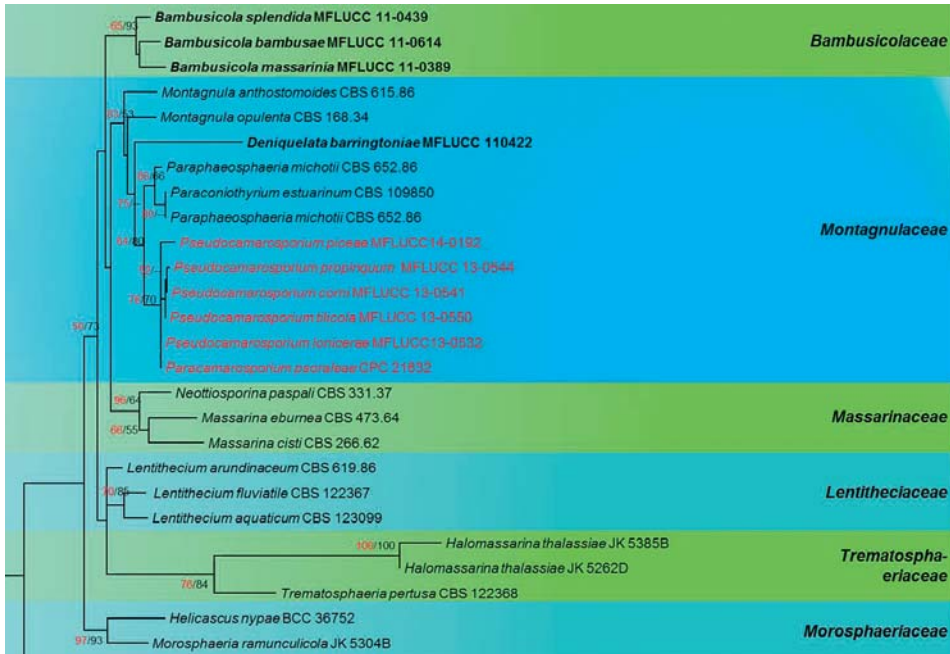 65/93
Bambusicola splendida MFLUCC 11-0439
Bambusicola bambusae MFLUCC 11-0614
Bambusicola massarinia MFLUCC 11-0389
Bambusicolaceae
Montagnula anthostomoides CBS 615.86
Montagnula opulenta CBS 168.34
Deniquelata barringtoniae MFLUCC 110422
Paraphaeosphaeria michotii CBS 652.86
Paraconiothyrium estuarinum CBS 109850
Paraphaeosphaeria michotii CBS 652.86
Pseudocamarosporium piceae MFLUCC14-0192
Pseudocamarosporium propinquum MFLUCC 13-0544
Pseudocamarosporium corni MFLUCC 13-0541
Pseudocamarosporium tilicola MFLUCC 13-0550
Pseudocamarosporium lonicerae MFLUCC13-0532
Paracamarosporium psoraleae CPC 21632
Montagnulaceae
76/70
50/73
96/64
66/55
Neottiosporina paspali CBS 331.37
Massarina eburnea CBS 473.64
Massarina cisti CBS 266.62
Massarinaceae
Lentithecium arundinaceum CBS 619.86
Lentithecium fluviatile CBS 122367
Lentithecium aquaticum CBS 123099
Lentitheciaceae
100/100
76/84
Halomassarina thalassiae JK 5385B
Halomassarina thalassiae JK 5262D
Trematosphaeria pertusa CBS 122368
Trematospha-
eriaceae
97/93
Helicascus nypae BCC 36752
Morosphaeria ramunculicola JK 5304B
Morosphaeriaceae